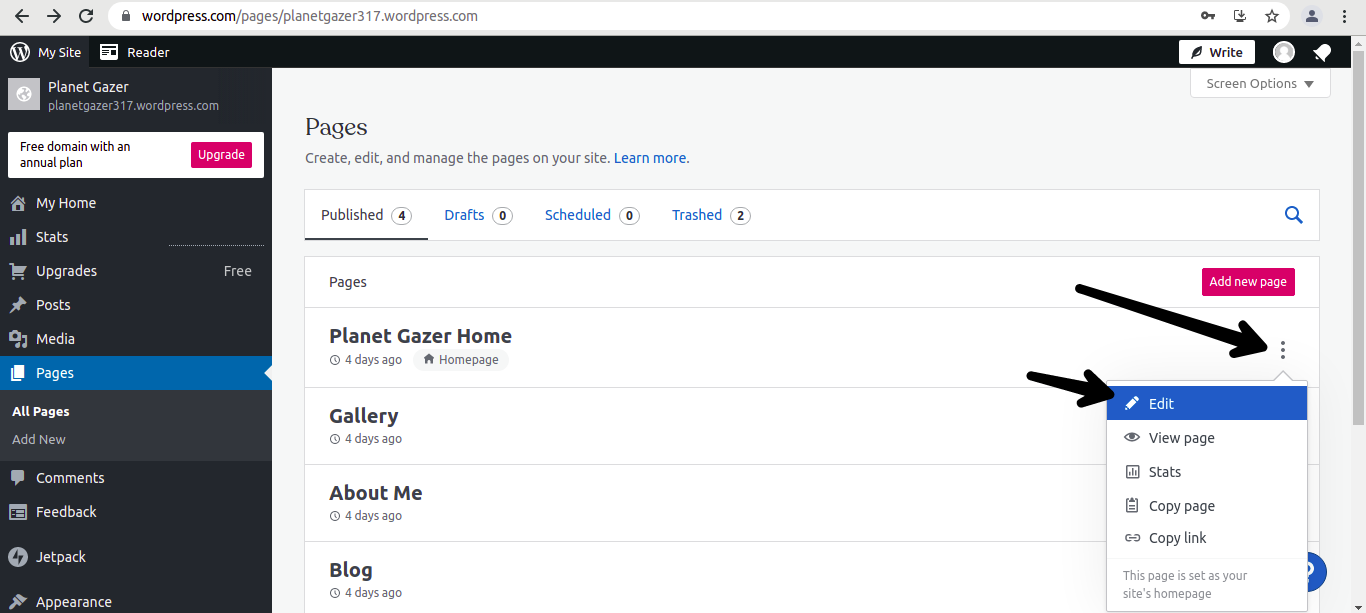 wordpress.com/pages/planetgazer317.wordpress.com
My Site
Reader
Write
Planet Gazer
planetgazer317.wordpress.com
Screen Options
Free domain with an
annual plan
Upgrade
My Home
Stats
Upgrades Free
Posts
Media
Pages
All Pages
Add New
Comments
Feedback
Jetpack
Appearance
Pages
Create, edit, and manage the pages on your site. Learn more.
Published 4 Drafts 0 Scheduled 0 Trashed 2
Pages
Add new page
Planet Gazer Home
4 days ago Homepage
Gallery
4 days ago
About Me
4 days ago
Blog
4 days ago
Edit
View page
Stats
Copy page
Copy link
This page is set as your
site's homepage
?